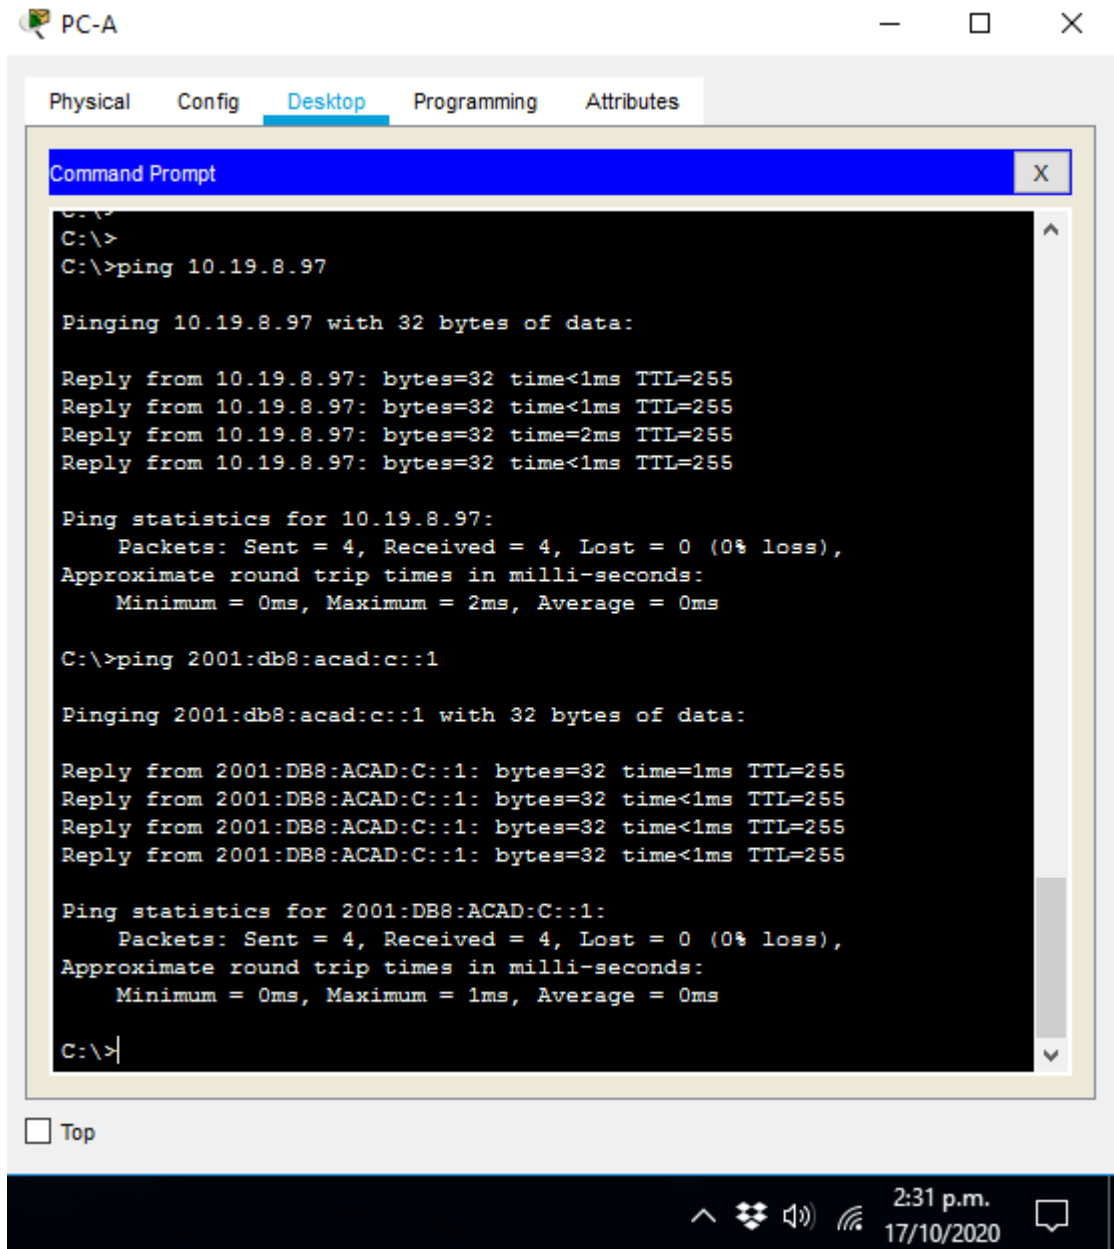 PC-A
Physical Config Desktop Programming Attributes
Command Prompt X
C:\>
C:\>
C:\>ping 10.19.8.97
Pinging 10.19.8.97 with 32 bytes of data:
Reply from 10.19.8.97: bytes=32 time<1ms TTL=255
Reply from 10.19.8.97: bytes=32 time<1ms TTL=255
Reply from 10.19.8.97: bytes=32 time=2ms TTL=255
Reply from 10.19.8.97: bytes=32 time<1ms TTL=255
Ping statistics for 10.19.8.97:
Packets: Sent = 4, Received = 4, Lost = 0 (0% loss),
Approximate round trip times in milli-seconds:
Minimum = 0ms, Maximum = 2ms, Average = 0ms
C:\>ping 2001:db8:acad:c::1
Pinging 2001:db8:acad:c::1 with 32 bytes of data:
Reply from 2001:DB8:ACAD:C::1: bytes=32 time=1ms TTL=255
Reply from 2001:DB8:ACAD:C::1: bytes=32 time<1ms TTL=255
Reply from 2001:DB8:ACAD:C::1: bytes=32 time<1ms TTL=255
Reply from 2001:DB8:ACAD:C::1: bytes=32 time<1ms TTL=255
Ping statistics for 2001:DB8:ACAD:C::1:
Packets: Sent = 4, Received = 4, Lost = 0 (0% loss),
Approximate round trip times in milli-seconds:
Minimum = 0ms, Maximum = 1ms, Average = 0ms
C:\>
Top
2:31 p.m.
17/10/2020